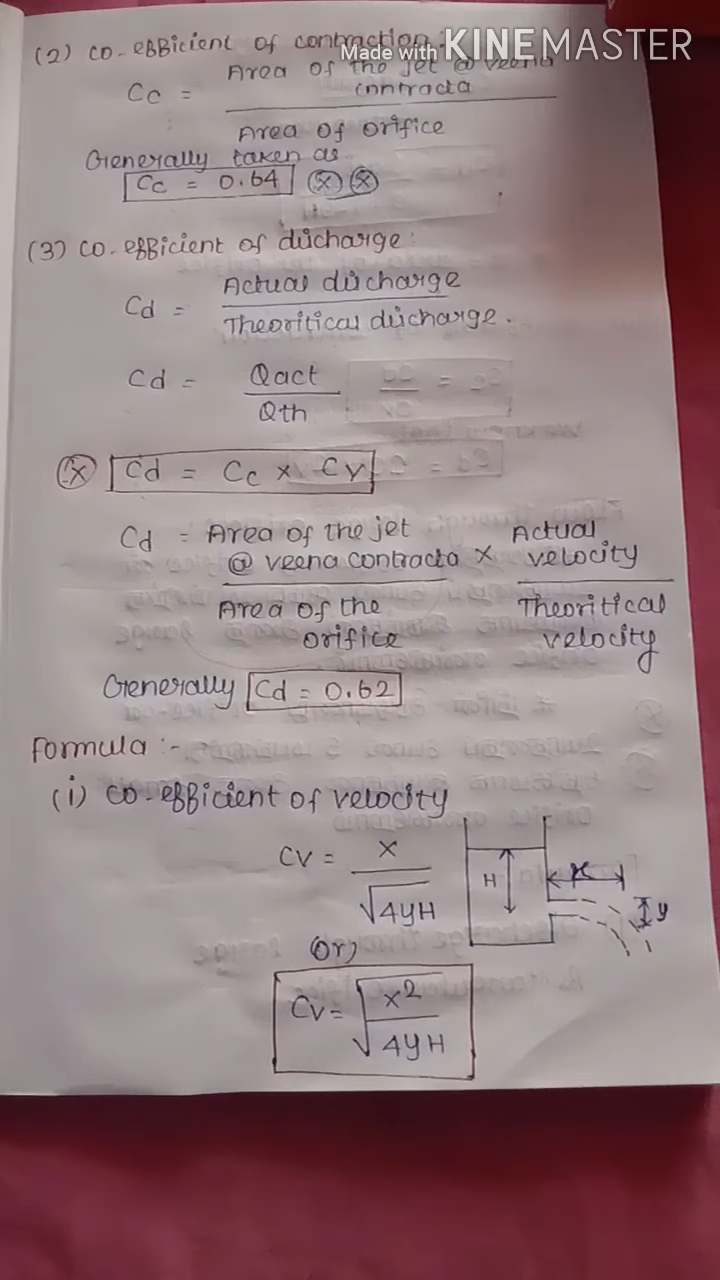 (2) co-efficient of contraction:
Made with KINEMASTER
Cc = Area of the jet @ veena
contracta
Area of orifice
Generally taken as
Cc = 0.64
(3) co-efficient of discharge:
Cd = Actual discharge
Theoritical discharge.
Cd = Qact
Qth
Cd = Cc x Cv
Cd = Area of the jet Actual
@ veena contracta x velocity
Area of the Theoritical
orifice velocity
Generally Cd = 0.62
Formula :-
(i) co-efficient of velocity
Cv = x
√4yH
(or)
Cv = √x2
4yH
H
x
y